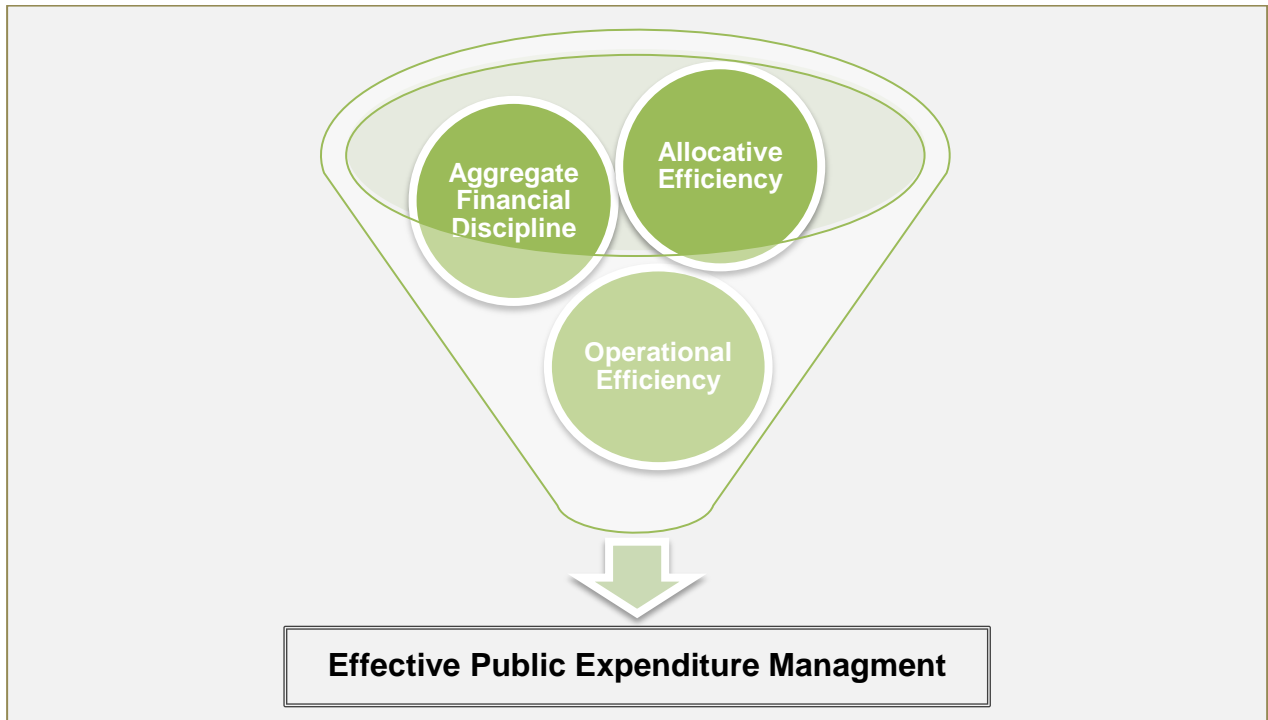 Aggregate
Financial
Discipline
Allocative
Efficiency
Operational
Efficiency
Effective Public Expenditure Managment